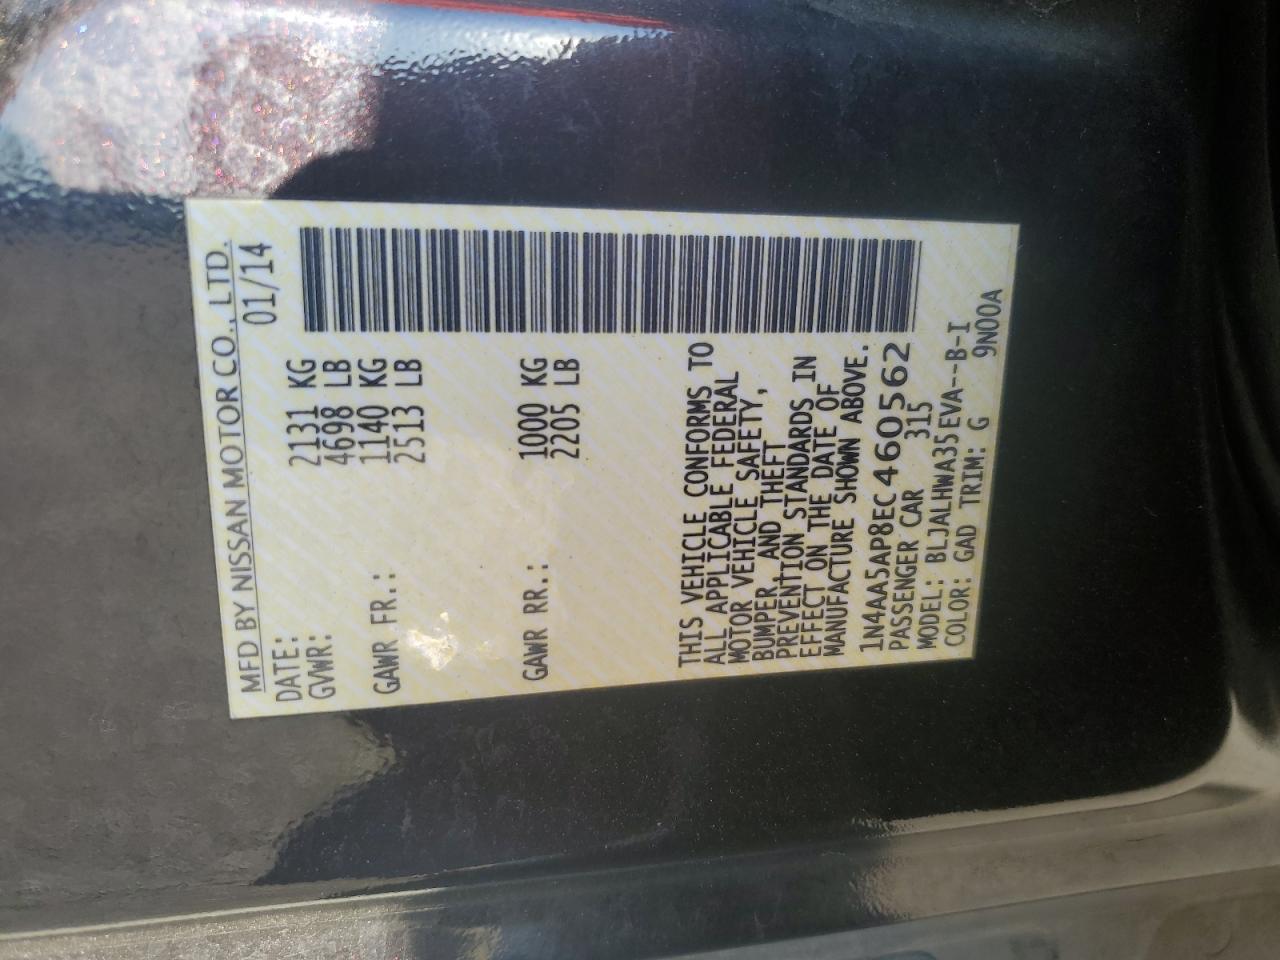 MFD BY NISSAN MOTOR CO., LTD.
DATE: 01/14
GVWR: 2131 KG
4698 LB
GAWR FR.: 1140 KG
2513 LB
GAWR RR.: 1000 KG
2205 LB
THIS VEHICLE CONFORMS TO
ALL APPLICABLE FEDERAL
MOTOR VEHICLE SAFETY,
BUMPER, AND THEFT
PREVENTION STANDARDS IN
EFFECT ON THE DATE OF
MANUFACTURE SHOWN ABOVE.
1N4AA5AP8EC460562
PASSENGER CAR 315
MODEL: BLJALHWA35EVA--B-I
COLOR: GAD TRIM: G 9N00A